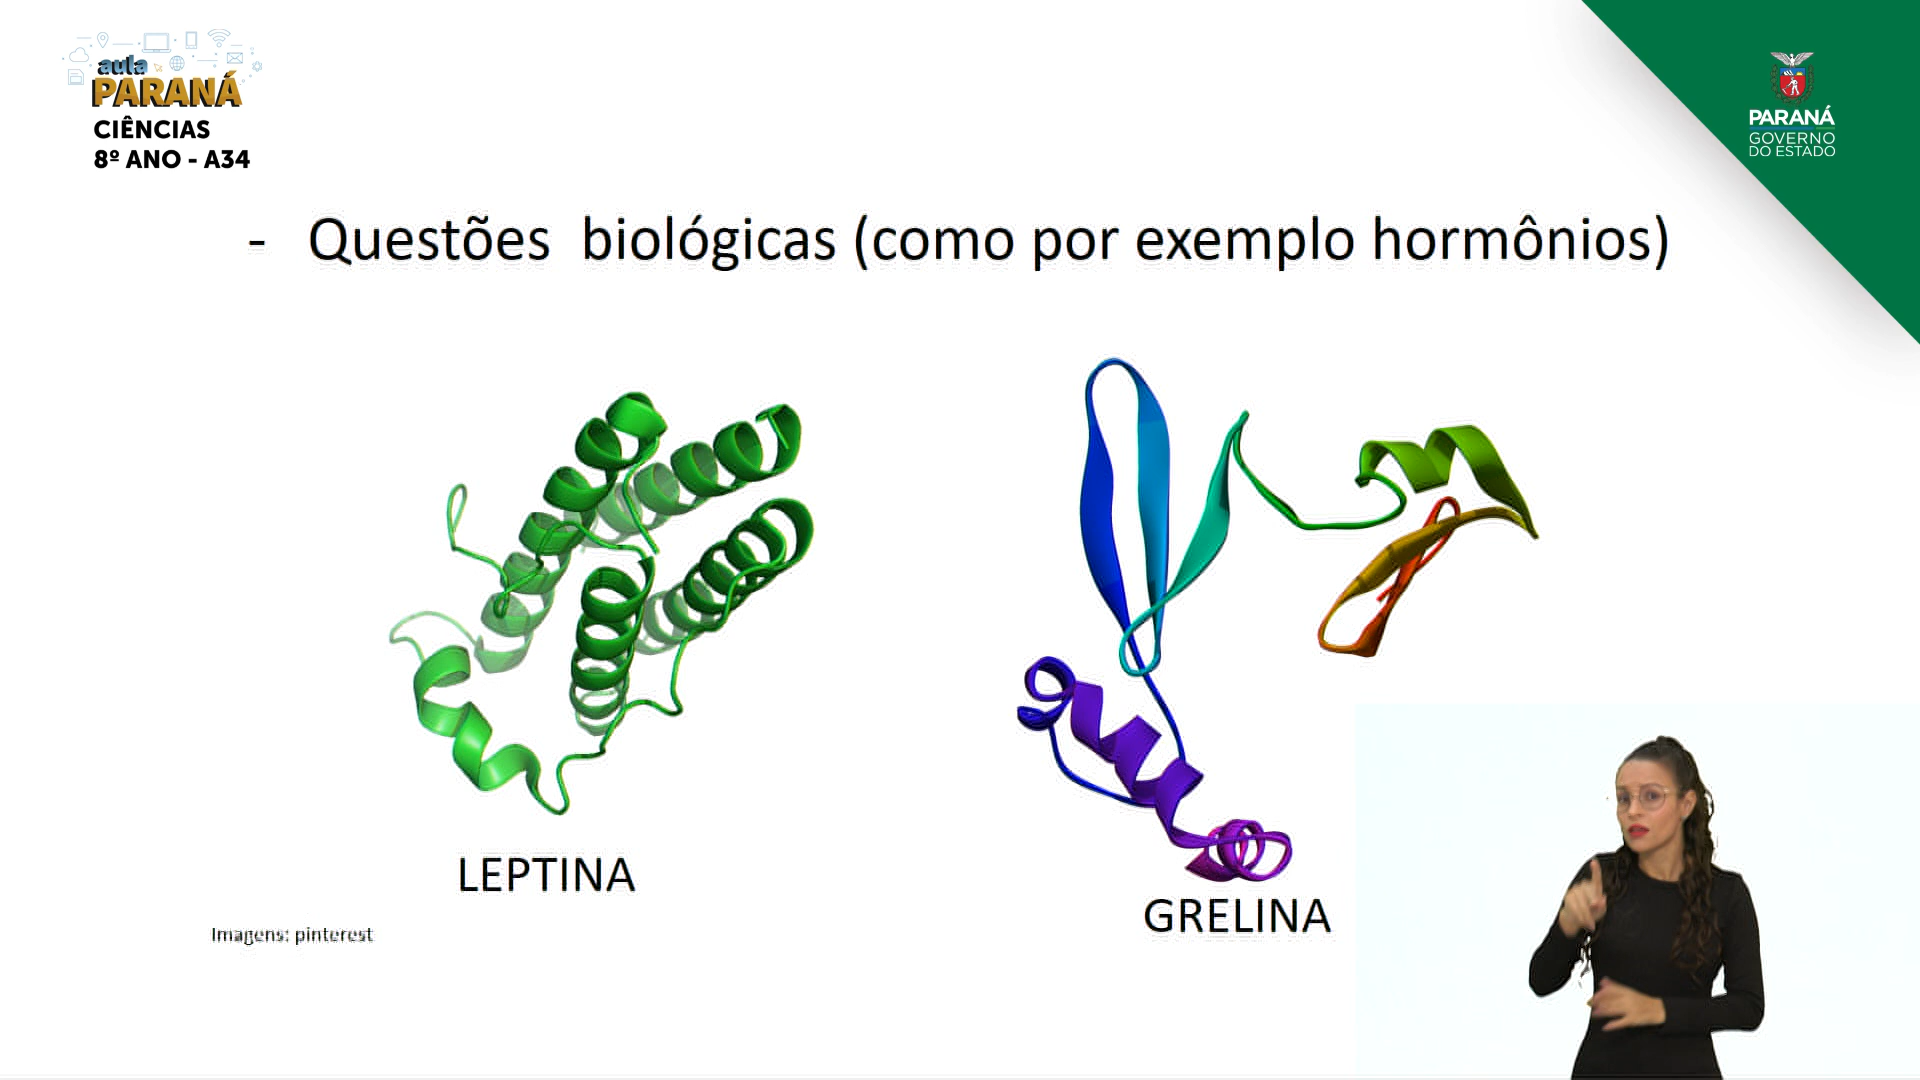 aula
PARANÁ
CIÊNCIAS
8º ANO - A34
PARANÁ
GOVERNO
DO ESTADO
- Questões biológicas (como por exemplo hormônios)
LEPTINA
GRELINA
Imagens: pinterest